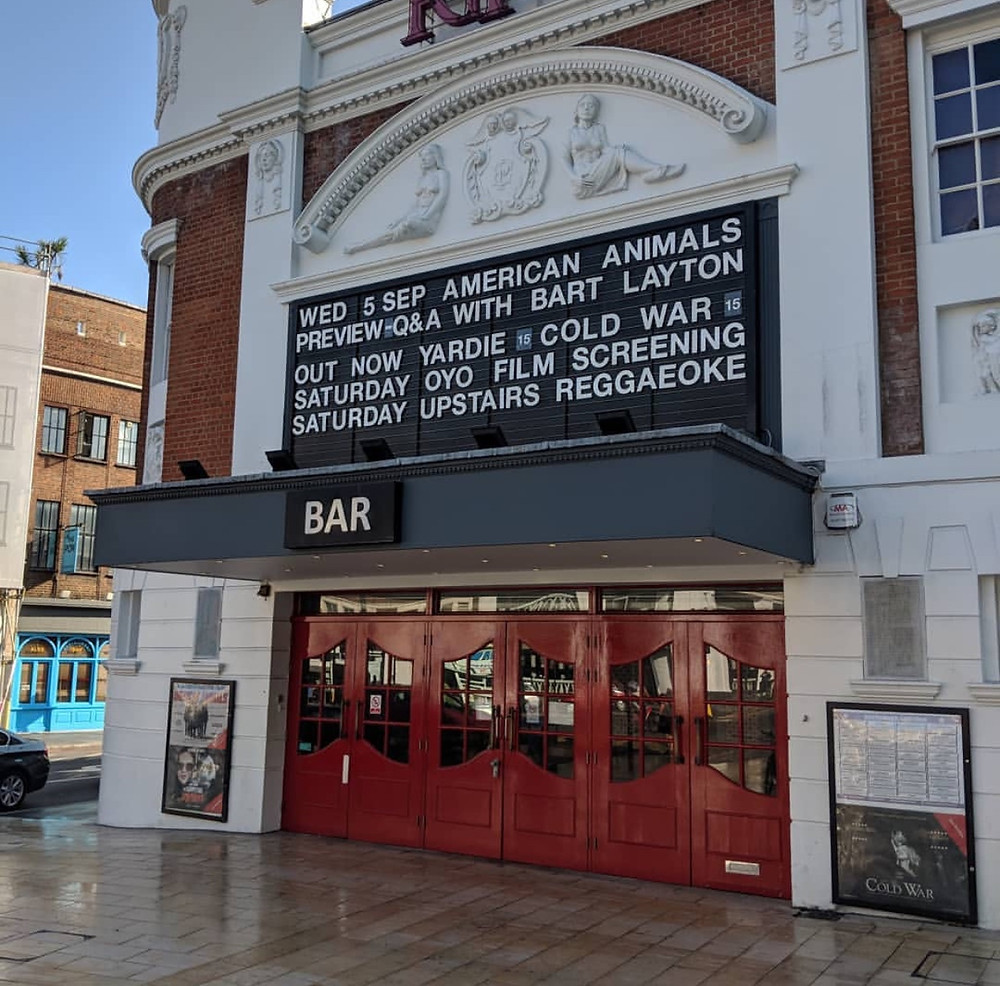 WED 5 SEP AMERICAN ANIMALS
PREVIEW-Q&A WITH BART LAYTON
OUT NOW YARDIE 15 COLD WAR 15
SATURDAY OYO FILM SCREENING
SATURDAY UPSTAIRS REGGAEOKE
BAR
COLD WAR